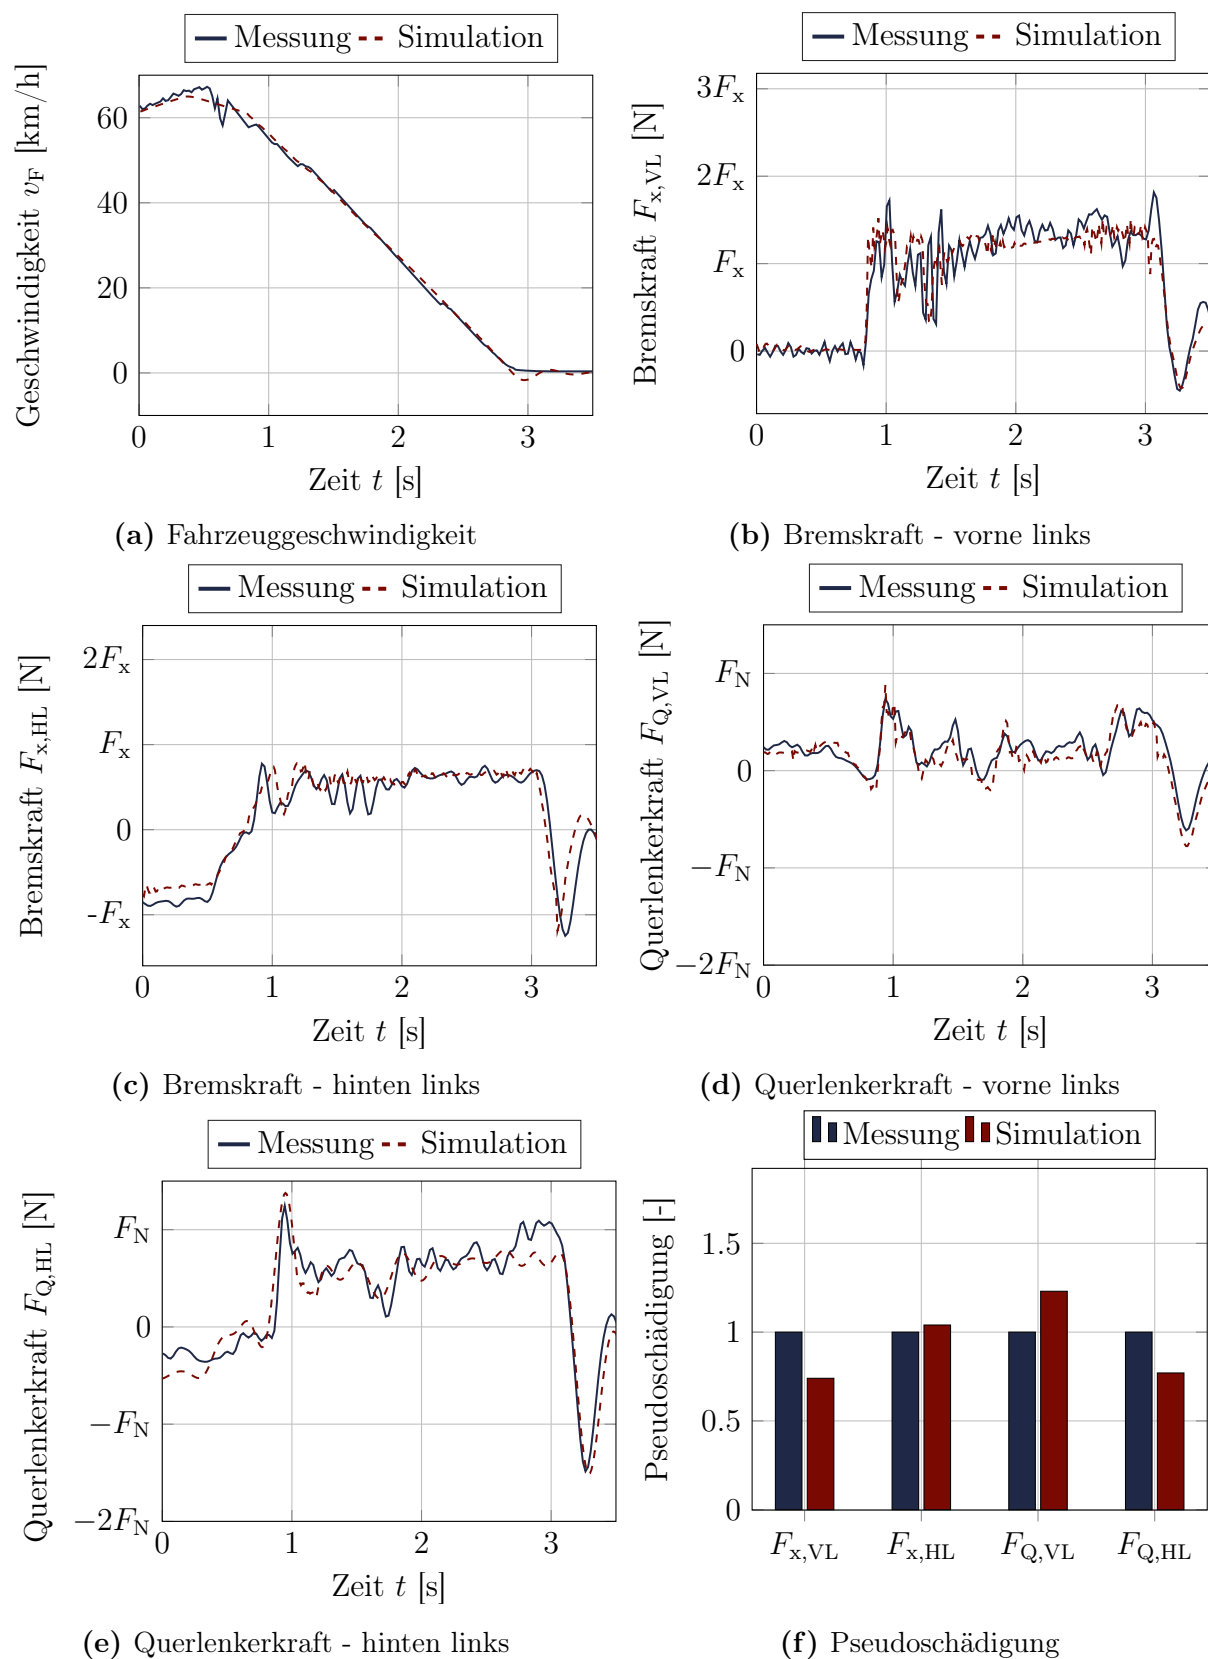 Messung Simulation
Geschwindigkeit v_F [km/h]
60
40
20
0
0 1 2 3
Zeit t [s]
(a) Fahrzeuggeschwindigkeit
Messung Simulation
Bremskraft F_x,VL [N]
3F_x
2F_x
F_x
0
0 1 2 3
Zeit t [s]
(b) Bremskraft - vorne links
Messung Simulation
Bremskraft F_x,HL [N]
2F_x
F_x
0
-F_x
0 1 2 3
Zeit t [s]
(c) Bremskraft - hinten links
Messung Simulation
Querlenkerkraft F_Q,VL [N]
F_N
0
−F_N
−2F_N
0 1 2 3
Zeit t [s]
(d) Querlenkerkraft - vorne links
Messung Simulation
Querlenkerkraft F_Q,HL [N]
F_N
0
−F_N
−2F_N
0 1 2 3
Zeit t [s]
(e) Querlenkerkraft - hinten links
Messung Simulation
Pseudoschädigung [-]
1.5
1
0.5
0
F_x,VL F_x,HL F_Q,VL F_Q,HL
(f) Pseudoschädigung